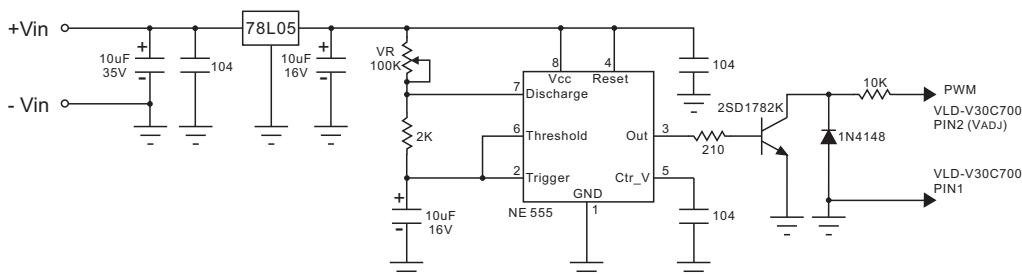 +Vin
- Vin
+
10uF
35V
-
104
78L05
+
10uF
16V
-
VR
100K
2K
+
10uF
16V
-
8
4
Vcc
Reset
7
Discharge
6
Threshold
2
Trigger
Out
3
Ctr_V
5
GND
1
NE 555
104
210
104
2SD1782K
1N4148
10K
PWM
VLD-V30C700
PIN2 (VADJ)
VLD-V30C700
PIN1